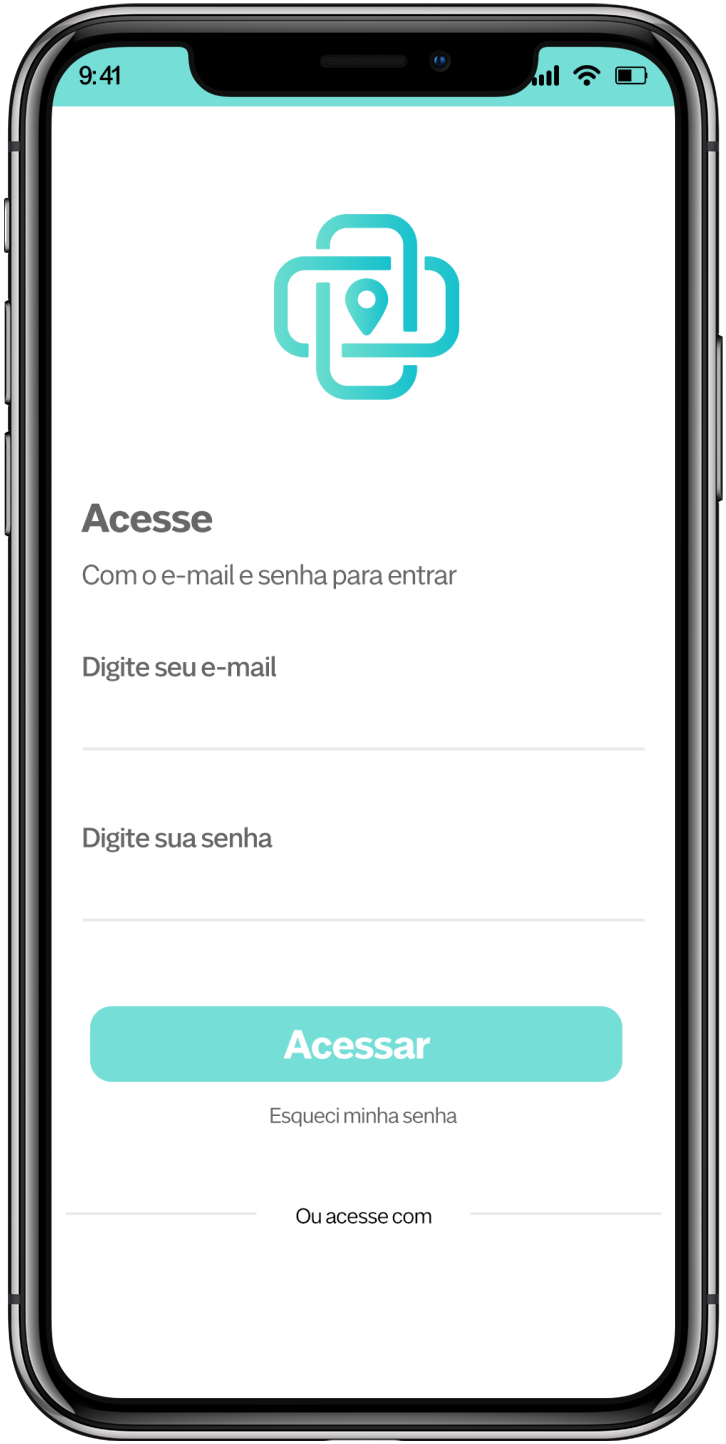 9:41
Acesse
Com o e-mail e senha para entrar
Digite seu e-mail
Digite sua senha
Acessar
Esqueci minha senha
Ou acesse com